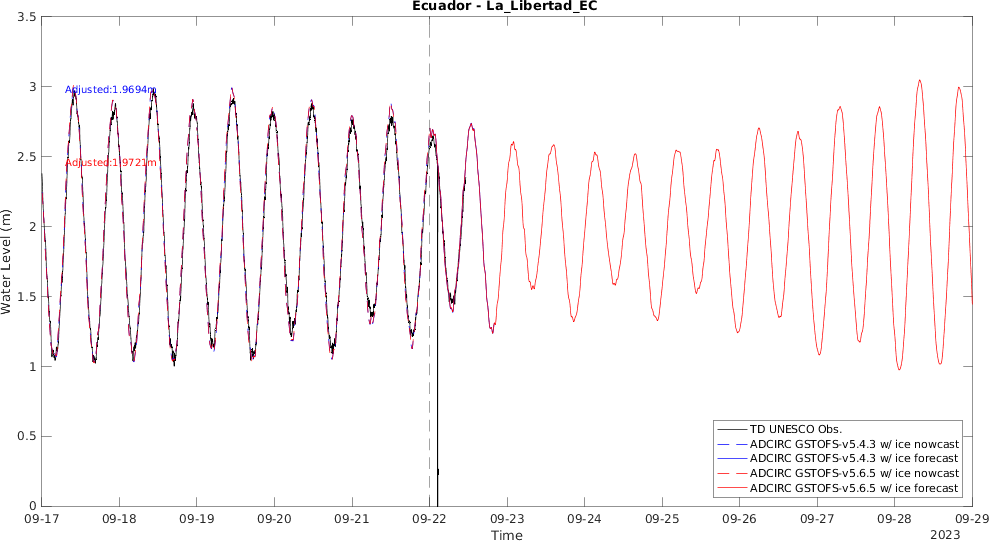 Ecuador - La_Libertad_EC
Water Level (m)
3.5
3
2.5
2
1.5
1
0.5
0
Adjusted:1.9694m
Adjusted:1.9721m
TD UNESCO Obs.
ADCIRC GSTOFS-v5.4.3 w/ ice nowcast
ADCIRC GSTOFS-v5.4.3 w/ ice forecast
ADCIRC GSTOFS-v5.6.5 w/ ice nowcast
ADCIRC GSTOFS-v5.6.5 w/ ice forecast
09-17 09-18 09-19 09-20 09-21 09-22 09-23 09-24 09-25 09-26 09-27 09-28 09-29
Time
2023